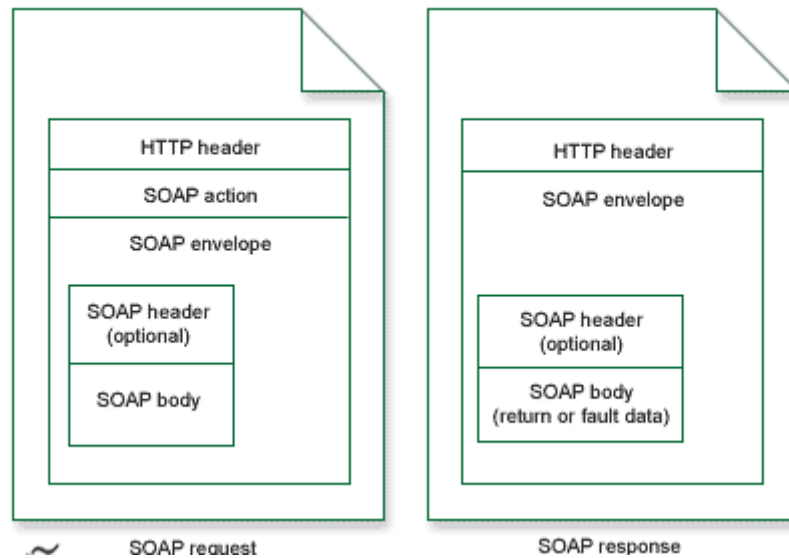 HTTP header
SOAP action
SOAP envelope
SOAP header
(optional)
SOAP body
SOAP request
HTTP header
SOAP envelope
SOAP header
(optional)
SOAP body
(return or fault data)
SOAP response